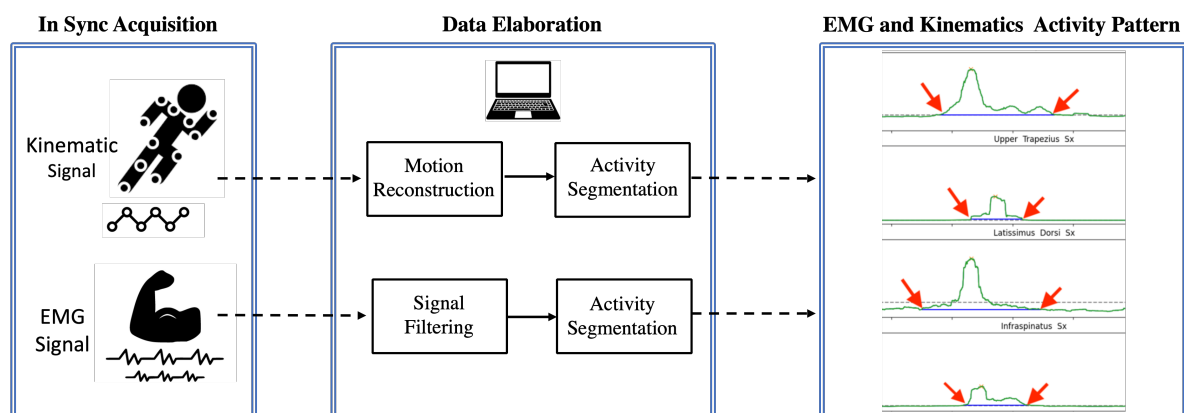 In Sync Acquisition
Data Elaboration
EMG and Kinematics Activity Pattern
Kinematic
Signal
Motion
Reconstruction
Activity
Segmentation
EMG
Signal
Signal
Filtering
Activity
Segmentation
Upper Trapezius Sx
Latissimus Dorsi Sx
Infraspinatus Sx